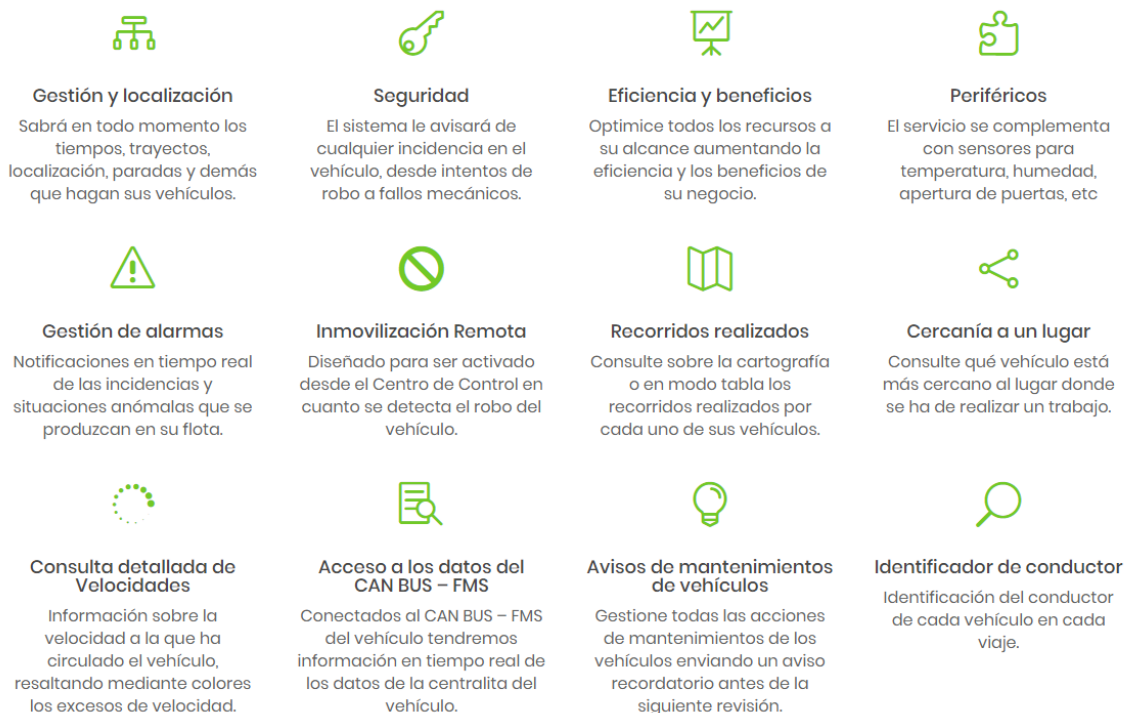 Gestión y localización
Sabrá en todo momento los
tiempos, trayectos,
localización, paradas y demás
que hagan sus vehículos.
Seguridad
El sistema le avisará de
cualquier incidencia en el
vehículo, desde intentos de
robo a fallos mecánicos.
Eficiencia y beneficios
Optimice todos los recursos a
su alcance aumentando la
eficiencia y los beneficios de
su negocio.
Periféricos
El servicio se complementa
con sensores para
temperatura, humedad,
apertura de puertas, etc
Gestión de alarmas
Notificaciones en tiempo real
de las incidencias y
situaciones anómalas que se
produzcan en su flota.
Inmovilización Remota
Diseñado para ser activado
desde el Centro de Control en
cuanto se detecta el robo del
vehículo.
Recorridos realizados
Consulte sobre la cartografía
o en modo tabla los
recorridos realizados por
cada uno de sus vehículos.
Cercanía a un lugar
Consulte qué vehículo está
más cercano al lugar donde
se ha de realizar un trabajo.
Consulta detallada de
Velocidades
Información sobre la
velocidad a la que ha
circulado el vehículo,
resaltando mediante colores
los excesos de velocidad.
Acceso a los datos del
CAN BUS – FMS
Conectados al CAN BUS – FMS
del vehículo tendremos
información en tiempo real de
los datos de la centralita del
vehículo.
Avisos de mantenimientos
de vehículos
Gestione todas las acciones
de mantenimientos de los
vehículos enviando un aviso
recordatorio antes de la
siguiente revisión.
Identificador de conductor
Identificación del conductor
de cada vehículo en cada
viaje.